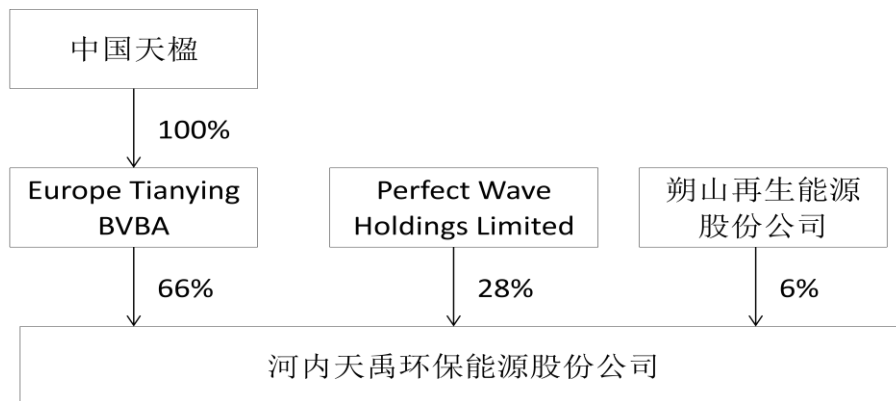 中国天楹
100%
Europe Tianying
BVBA
Perfect Wave
Holdings Limited
朔山再生能源
股份公司
66%
28%
6%
河内天禹环保能源股份公司